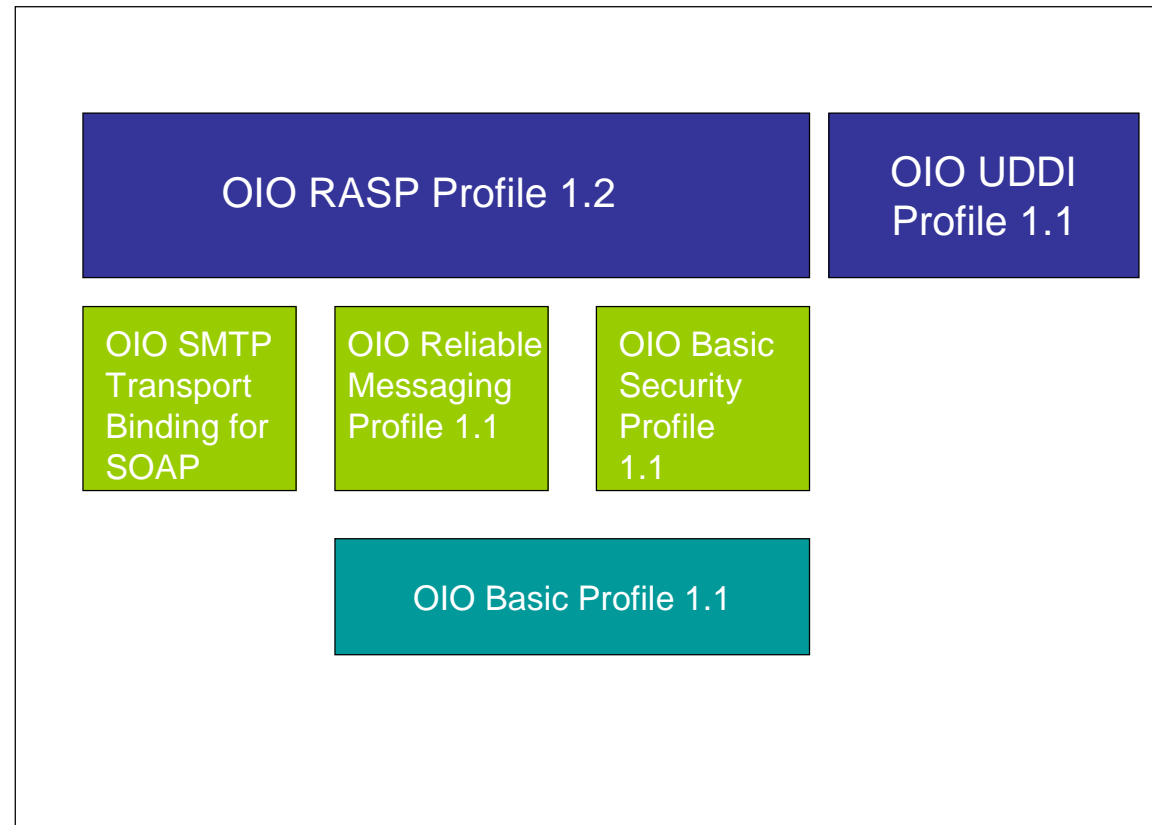 OIO RASP Profile 1.2
OIO UDDI
Profile 1.1
OIO SMTP
Transport
Binding for
SOAP
OIO Reliable
Messaging
Profile 1.1
OIO Basic
Security
Profile
1.1
OIO Basic Profile 1.1